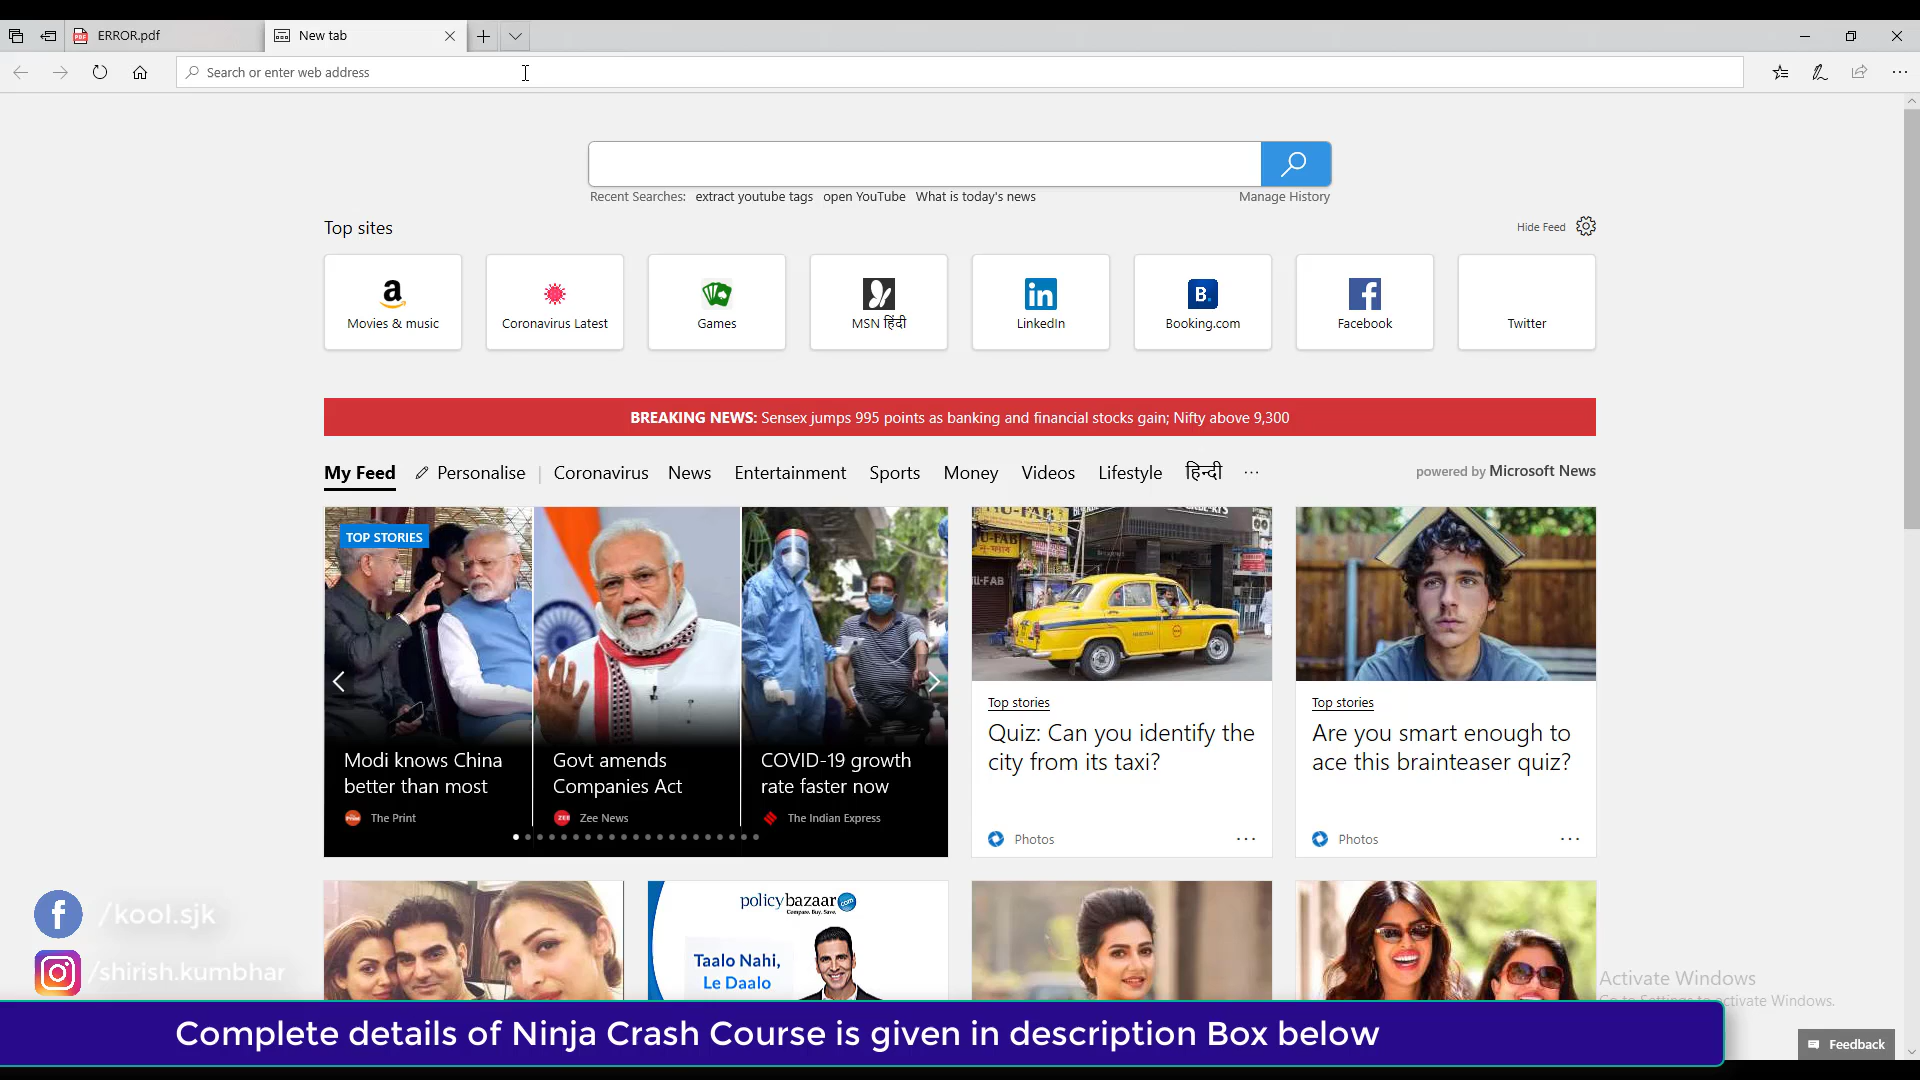 ERROR.pdf
New tab
Search or enter web address
Recent Searches: extract youtube tags open YouTube What is today's news
Manage History
Top sites
Hide Feed
a
Movies & music
Coronavirus Latest
Games
MSN हिंदी
in
LinkedIn
B.
Booking.com
f
Facebook
Twitter
BREAKING NEWS: Sensex jumps 995 points as banking and financial stocks gain; Nifty above 9,300
My Feed
Personalise
Coronavirus
News
Entertainment
Sports
Money
Videos
Lifestyle
हिन्दी
powered by Microsoft News
TOP STORIES
Modi knows China
better than most
The Print
Govt amends
Companies Act
Zee News
COVID-19 growth
rate faster now
The Indian Express
Top stories
Quiz: Can you identify the
city from its taxi?
Photos
Top stories
Are you smart enough to
ace this brainteaser quiz?
Photos
policybazaar.com
Compare. Buy. Save.
Taalo Nahi,
Le Daalo
/kool.sjk
/shirish.kumbhar
Activate Windows
Complete details of Ninja Crash Course is given in description Box below
Feedback